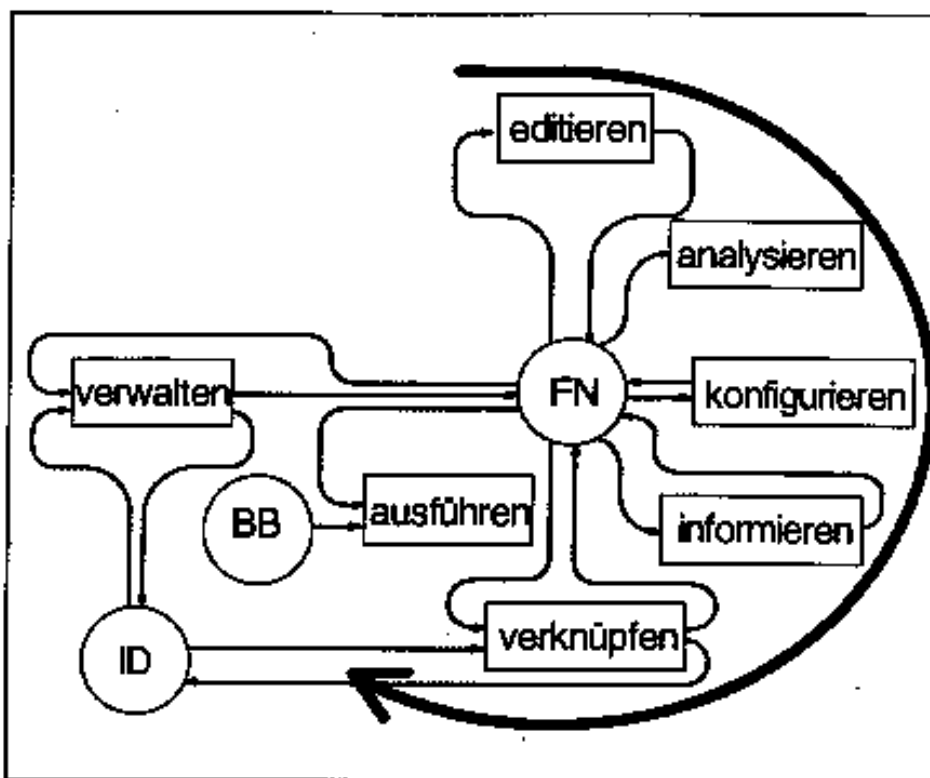 editieren
analysieren
verwalten
FN
konfigurieren
BB
ausführen
informieren
ID
verknüpfen